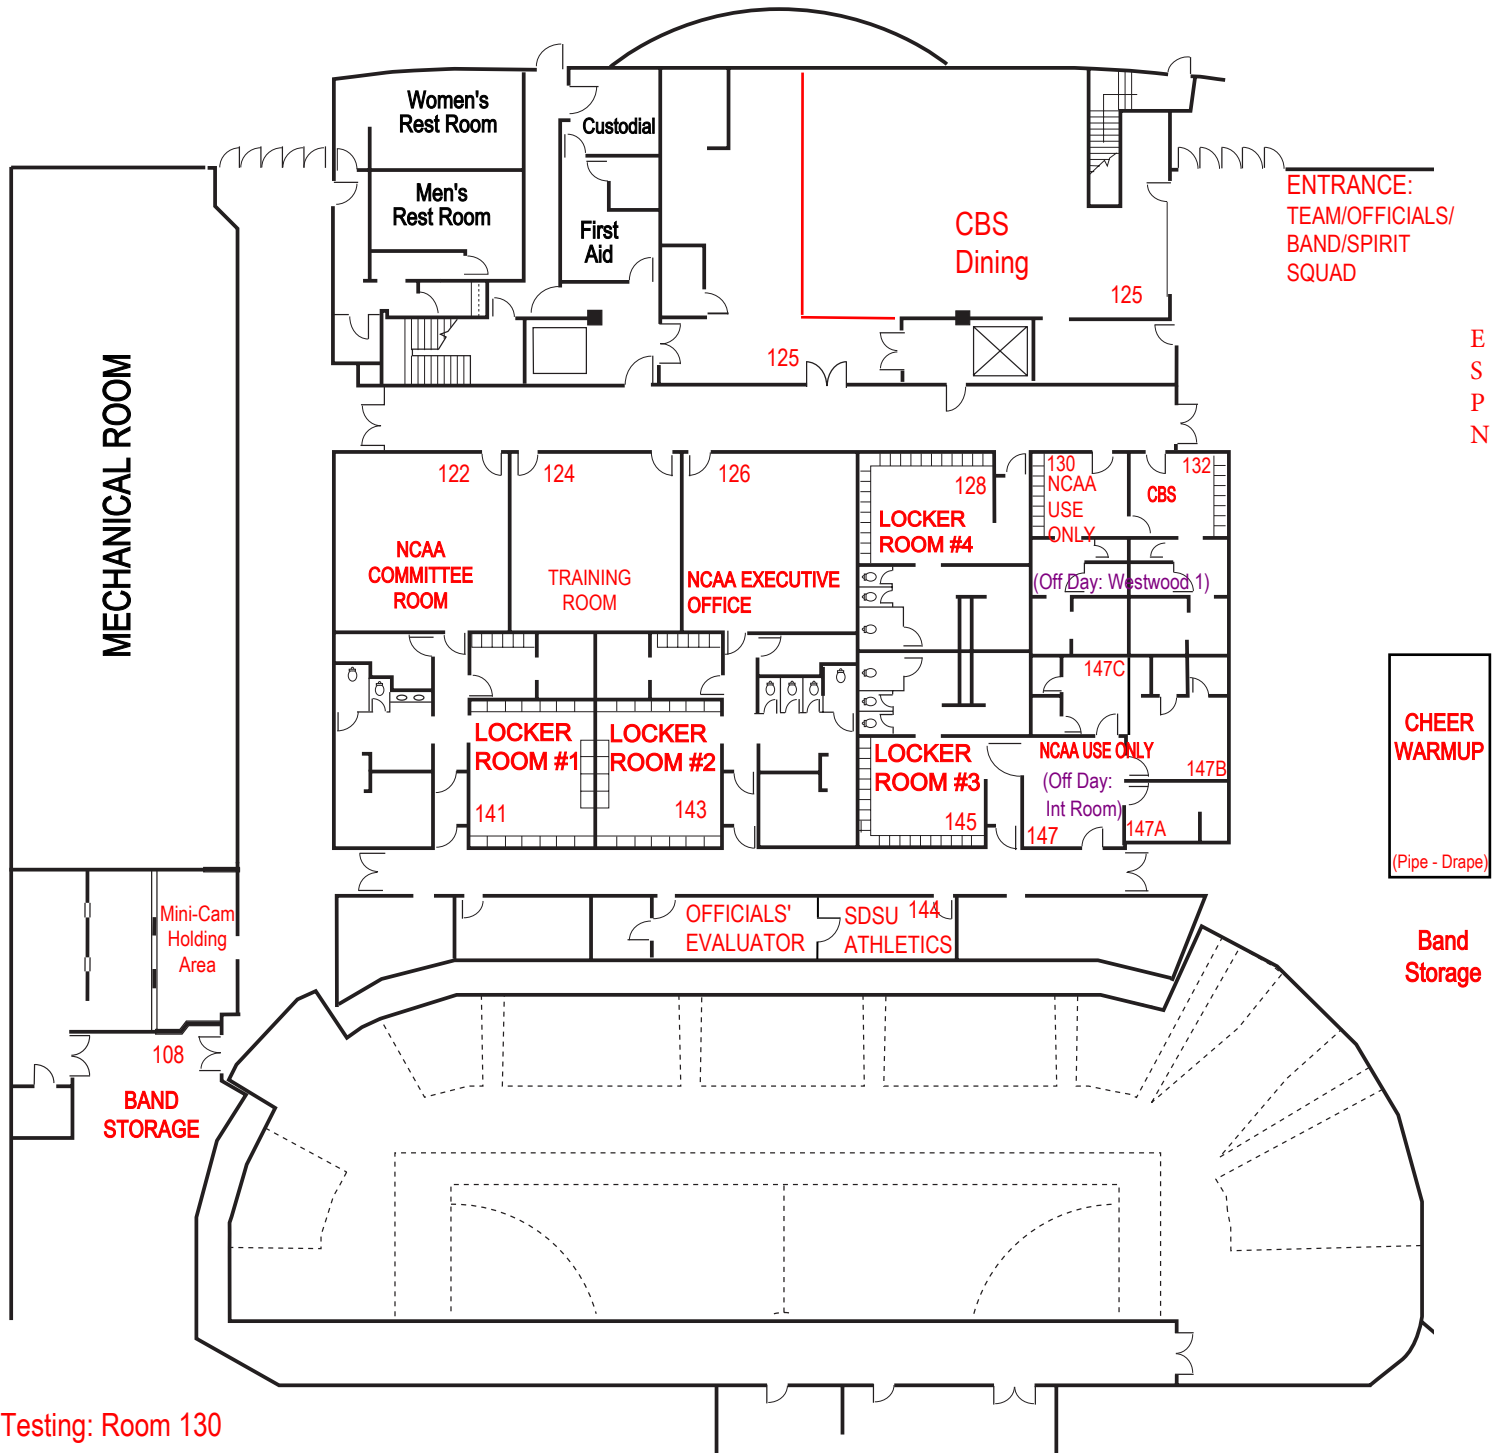 Women's
Rest Room
Custodial
Men's
Rest Room
First
Aid
CBS
Dining
125
125
ENTRANCE:
TEAM/OFFICIALS/
BAND/SPIRIT
SQUAD
E
S
P
N
MECHANICAL ROOM
122
NCAA
COMMITTEE
ROOM
124
TRAINING
ROOM
126
NCAA EXECUTIVE
OFFICE
128
LOCKER
ROOM #4
130
NCAA
USE
ONLY
132
CBS
(Off Day: Westwood 1)
147C
LOCKER
ROOM #1
141
LOCKER
ROOM #2
143
LOCKER
ROOM #3
145
NCAA USE ONLY
(Off Day:
Int Room)
147
147B
147A
CHEER
WARMUP
(Pipe - Drape)
Mini-Cam
Holding
Area
OFFICIALS'
EVALUATOR
SDSU 144
ATHLETICS
Band
Storage
108
BAND
STORAGE
Testing: Room 130